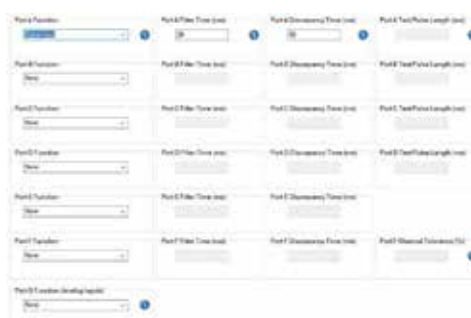 Port A Function
Port A Filter Time (ms)
Port A Discrepancy Time (ms)
Port A Test Pulse Length (ms)
Port B Function
Port B Filter Time (ms)
Port B Discrepancy Time (ms)
Port B Test Pulse Length (ms)
None
Port C Function
Port C Filter Time (ms)
Port C Discrepancy Time (ms)
Port C Test Pulse Length (ms)
None
Port D Function
Port D Filter Time (ms)
Port D Discrepancy Time (ms)
Port D Test Pulse Length (ms)
None
Port E Function
Port E Filter Time (ms)
Port E Discrepancy Time (ms)
None
Port F Function
Port F Filter Time (ms)
Port F Discrepancy Time (ms)
Tolerance (%)
None
Port G Function (analog inputs)
None